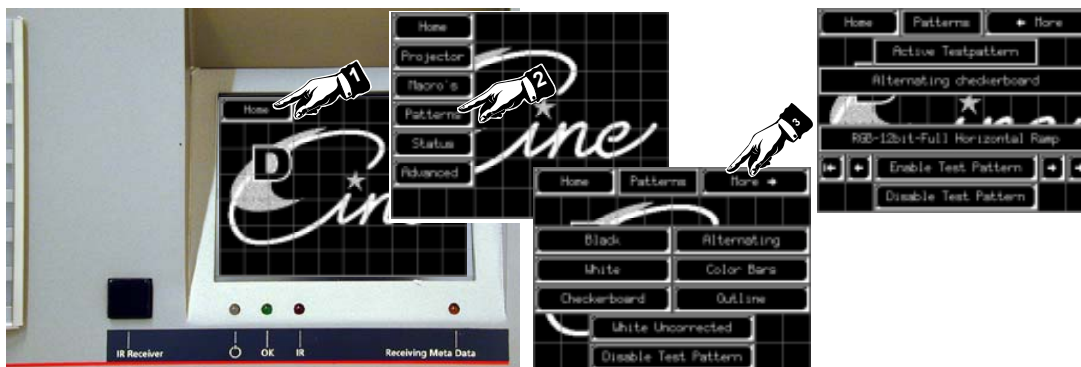 Home
1
D
Cine
IR Receiver
OK
IR
Receiving Meta Data
Home
Projector
Macro's
Patterns
Status
Advanced
2
Cine
Home
Patterns
More
Black
Alternating
White
Color Bars
Checkerboard
Outline
White Uncorrected
Disable Test Pattern
3
Home
Patterns
More
Active Testpattern
Alternating checkerboard
RGB-12bit-Full Horizontal Ramp
Enable Test Pattern
Disable Test Pattern